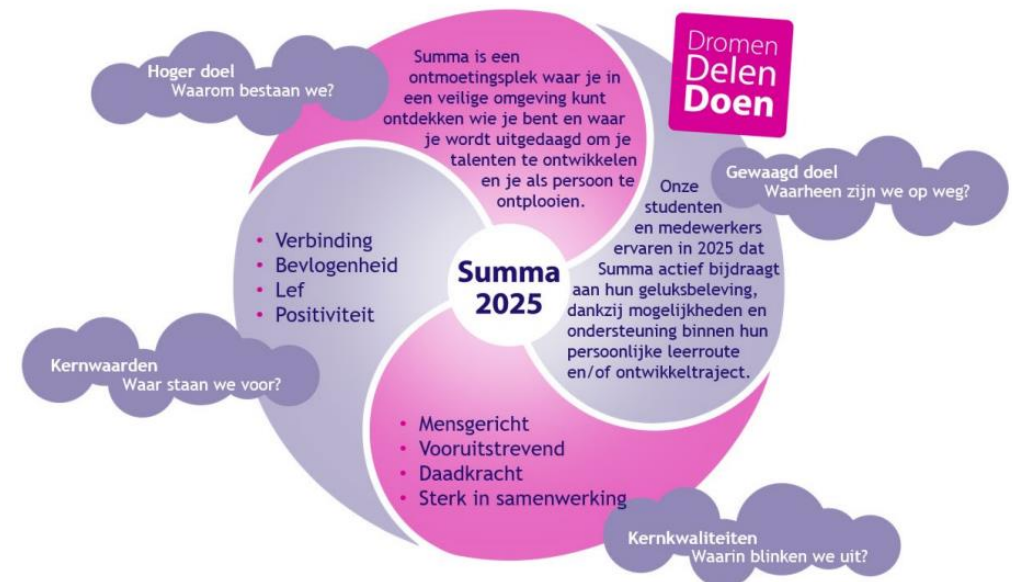 Hoger doel
Waarom bestaan we?
Summa is een
ontmoetingsplek waar je in
een veilige omgeving kunt
ontdekken wie je bent en waar
je wordt uitgedaagd om je
talenten te ontwikkelen
en je als persoon te
ontplooien.
Dromen
Delen
Doen
Gewaagd doel
Waarheen zijn we op weg?
Onze
studenten
en medewerkers
ervaren in 2025 dat
Summa actief bijdraagt
aan hun geluksbeleving,
dankzij mogelijkheden en
ondersteuning binnen hun
persoonlijke leerroute
en/of ontwikkeltraject.
• Verbinding
• Bevlogenheid
• Lef
• Positiviteit
Summa
2025
Kernwaarden
Waar staan we voor?
• Mensgericht
• Vooruitstrevend
• Daadkracht
• Sterk in samenwerking
Kernkwaliteiten
Waarin blinken we uit?